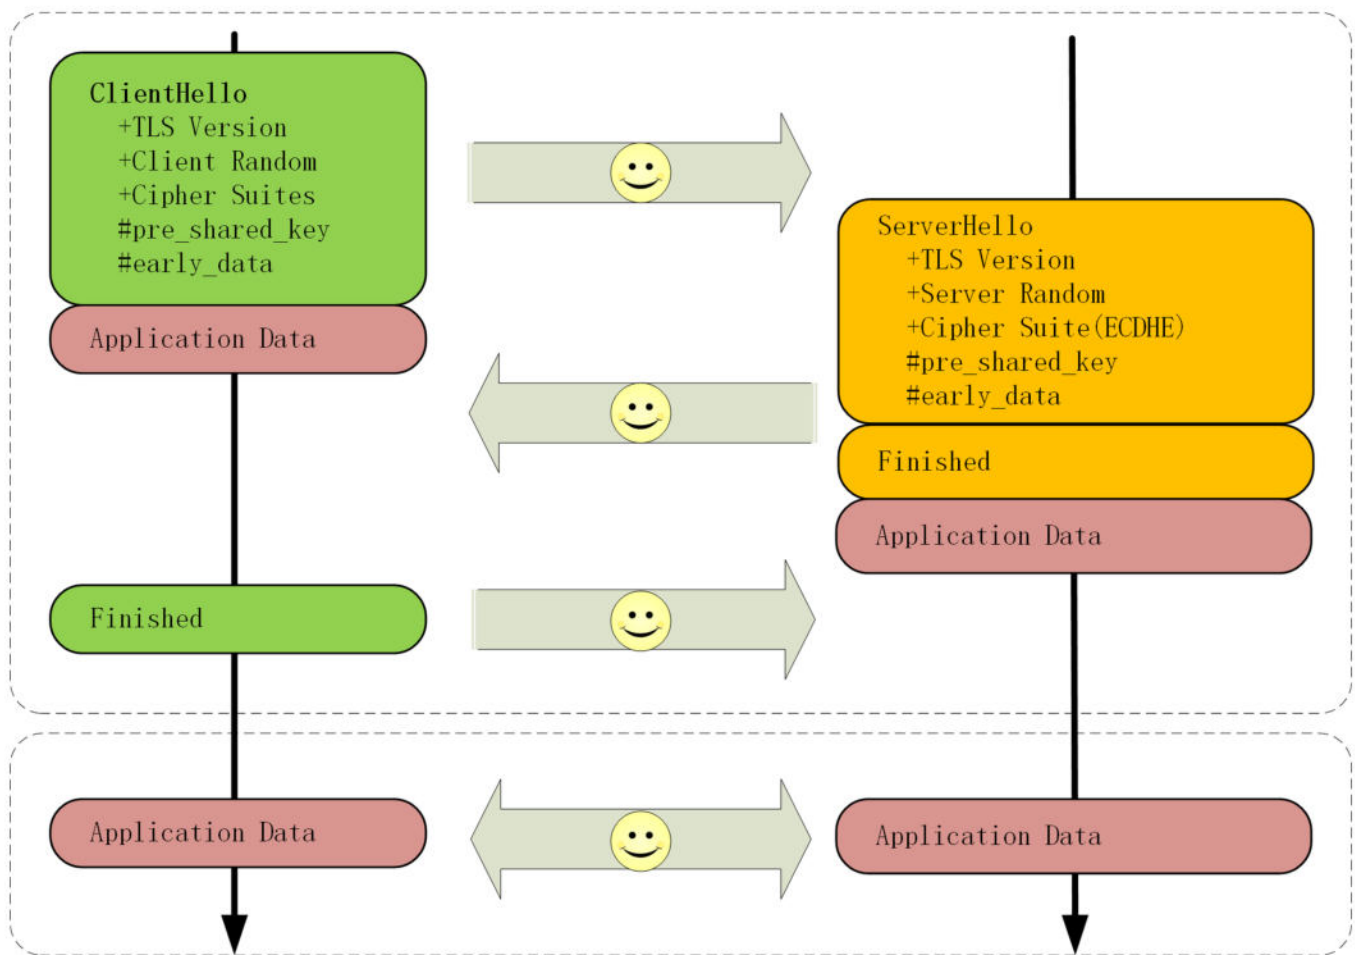 ClientHello
+TLS Version
+Client Random
+Cipher Suites
#pre_shared_key
#early_data
Application Data
ServerHello
+TLS Version
+Server Random
+Cipher Suite(ECDHE)
#pre_shared_key
#early_data
Finished
Application Data
Finished
Application Data
Application Data